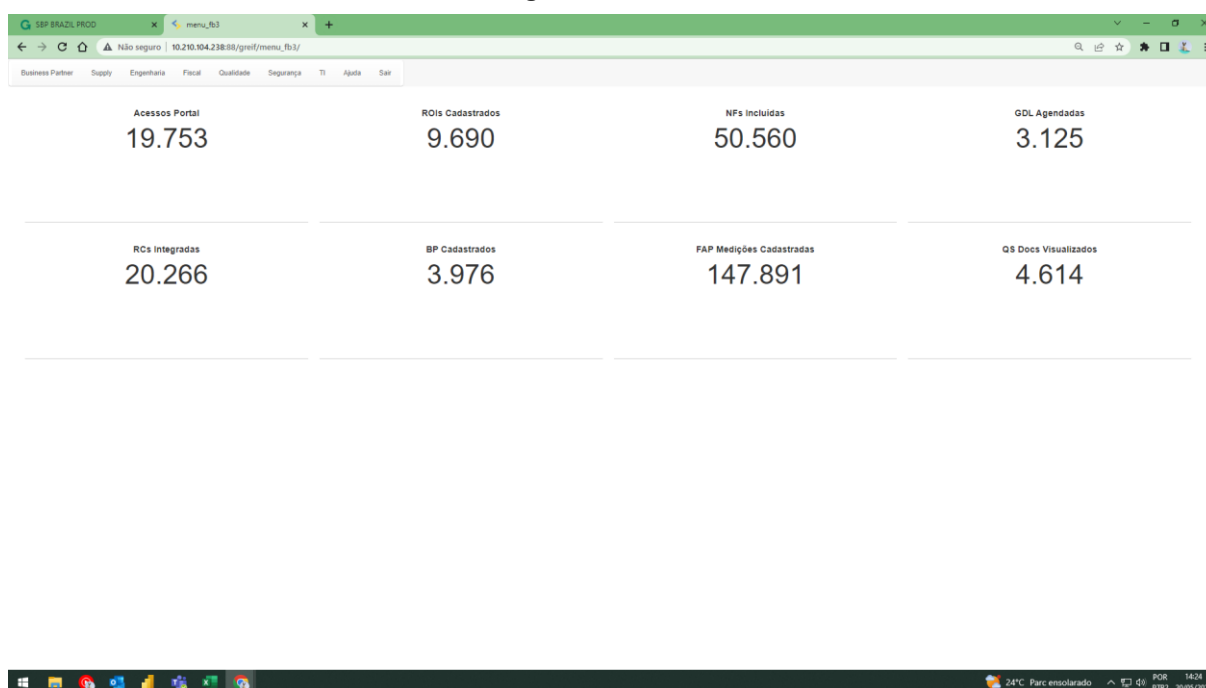 SBP BRAZIL PROD
menu_fb3
Não seguro 10.210.104.238:88/greif/menu_fb3/
Business Partner Supply Engenharia Fiscal Qualidade Segurança TI Ajuda Sair
Acessos Portal ROIs Cadastrados NFs Incluídas GDL Agendadas
19.753 9.690 50.560 3.125
RCs Integradas BP Cadastrados FAP Medições Cadastradas QS Docs Visualizados
20.266 3.976 147.891 4.614
24°C Parc ensolarado POR 14:24